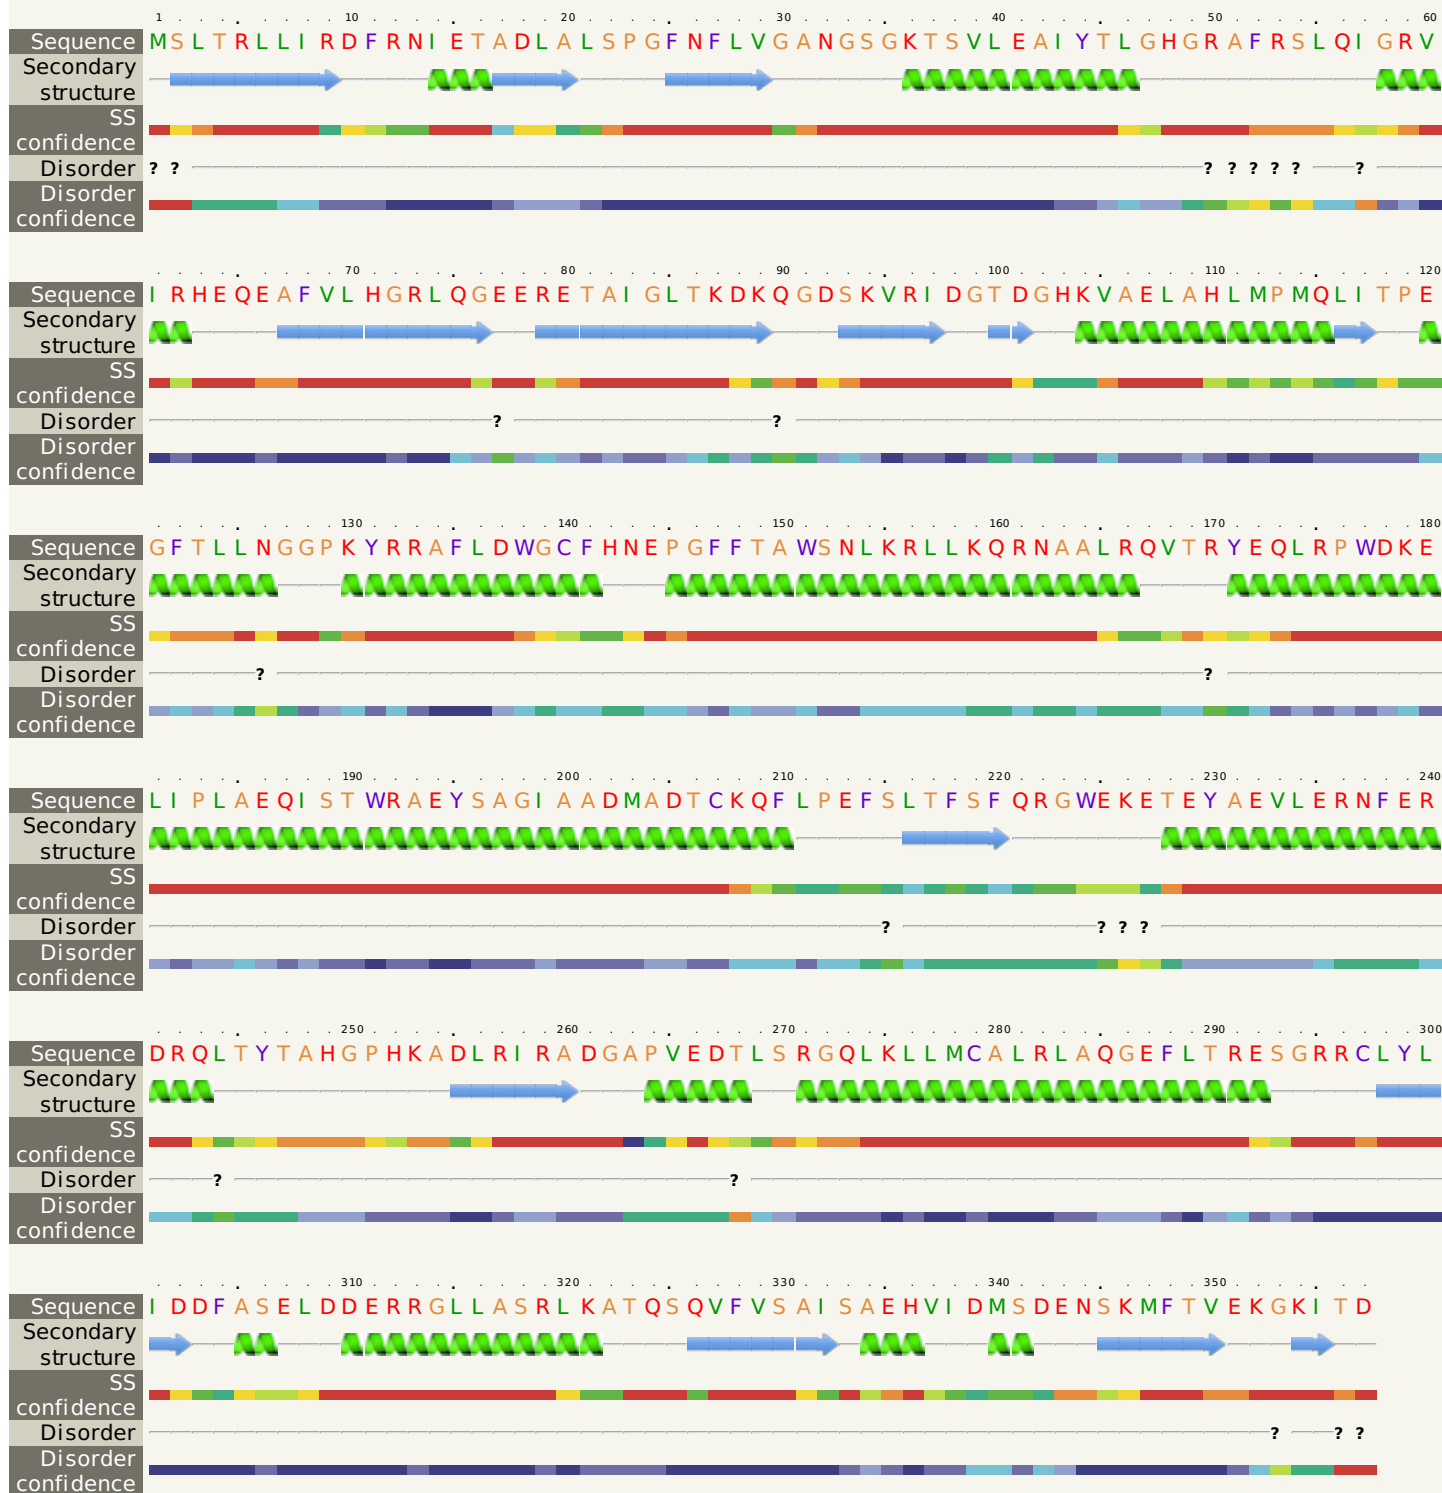 1 10 20 30 40 50 60
Sequence MSLTRLLIRDFRNIETADLALSPGFNFLVGANGSGKTSVLEAIYTLGHGRAFRSLQIGRV
Secondary
structure
SS
confidence
Disorder ? ? ? ? ? ? ? ?
Disorder
confidence
70 80 90 100 110 120
Sequence IRHEQEAFVLHGRLQGEERETAIGLTKDKQGDSKVRIDGTDGHKVAELAHLMPMQLITPE
Secondary
structure
SS
confidence
Disorder ? ?
Disorder
confidence
130 140 150 160 170 180
Sequence GFTLLNGGPKYRRAFLDWGCFHNEPGFFTAWSNLKRLLKQRNAALRQVTRYEQLRPWDKE
Secondary
structure
SS
confidence
Disorder ? ?
Disorder
confidence
190 200 210 220 230 240
Sequence LIPLAEQISTWRAEYSAGIAADMADTCKQFLPEFSLTFSFQRGWEKETEYAEVLERNFER
Secondary
structure
SS
confidence
Disorder ? ? ? ?
Disorder
confidence
250 260 270 280 290 300
Sequence DRQLTYTAHGPHKADLRIRADGAPVEDTLSRGQLKLLMCALRLAQGEFLTRESGRRCLYL
Secondary
structure
SS
confidence
Disorder ? ?
Disorder
confidence
310 320 330 340 350
Sequence IDDFASELDDERRGLLASRLKATQSQVFVSAISAEHVIDMSDENSKMFTVEKGKITD
Secondary
structure
SS
confidence
Disorder ? ? ?
Disorder
confidence